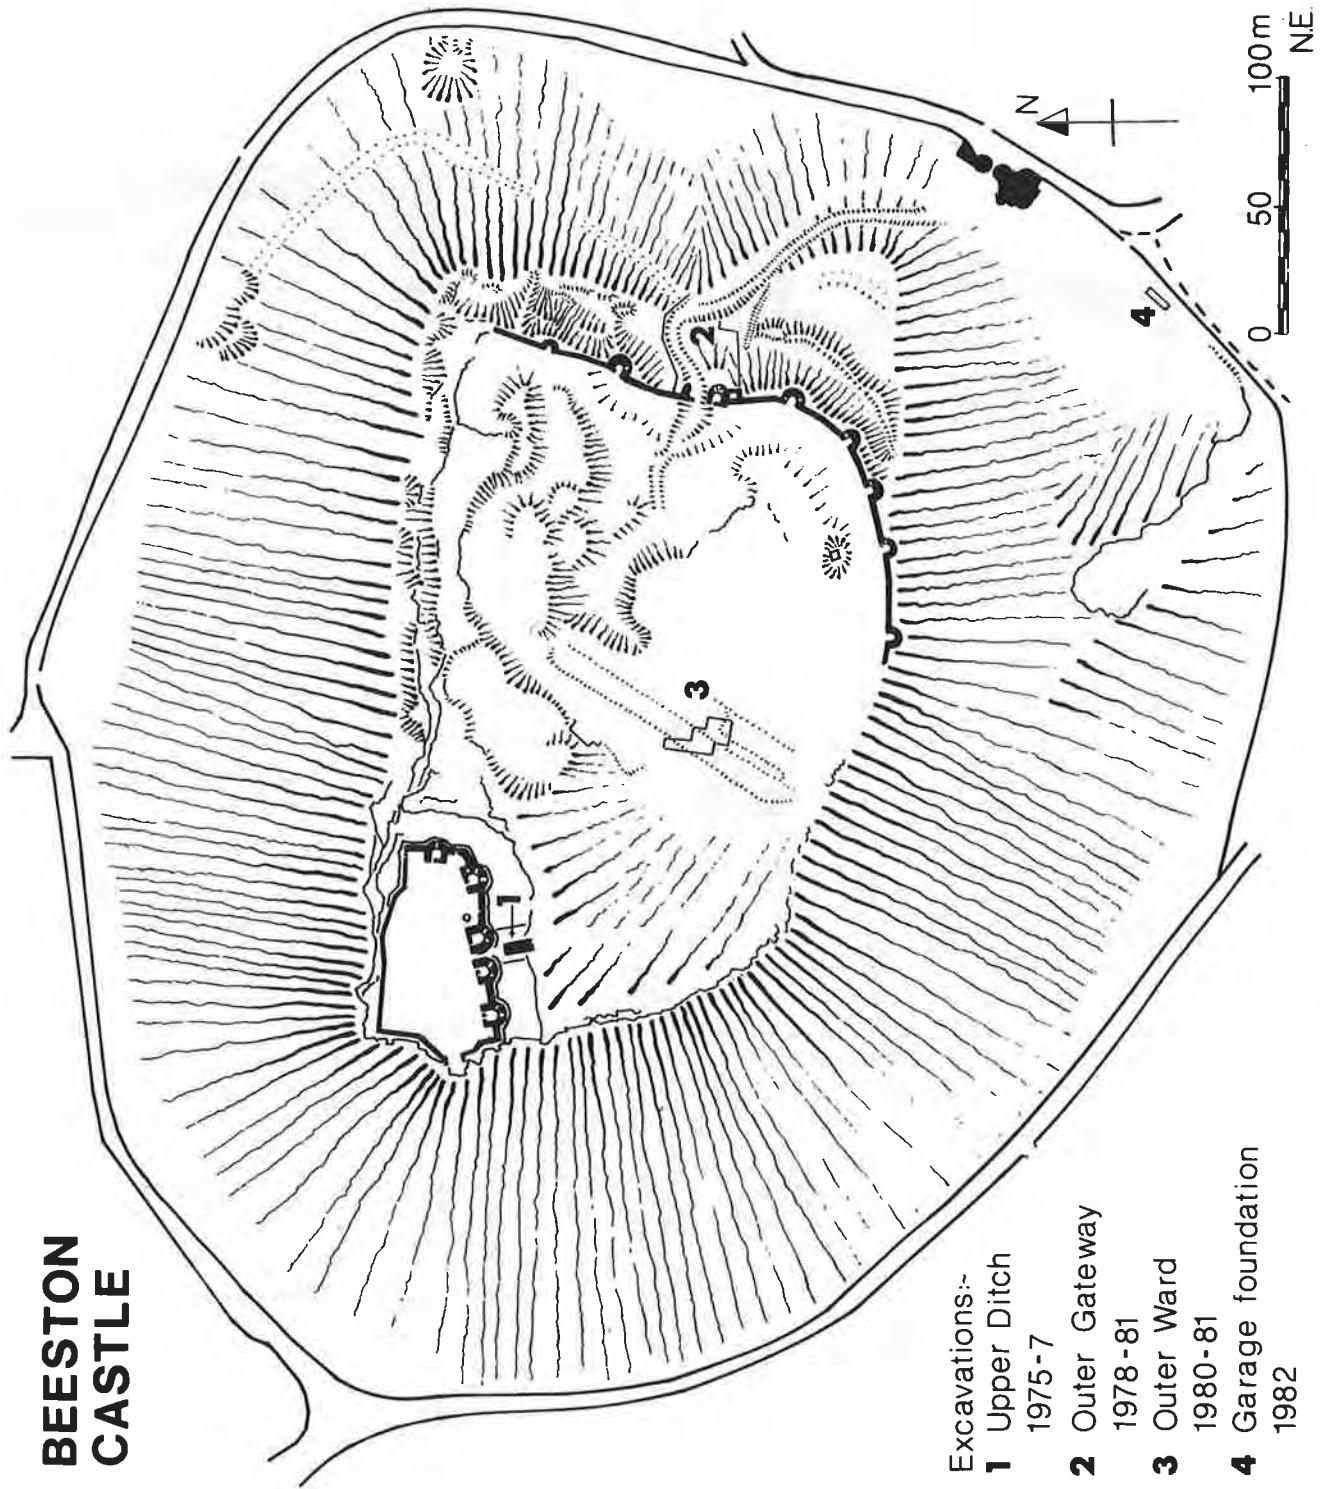 BEESTON
CASTLE
1
2
3
4
N
0 50 100m
N.E.
Excavations:~
1 Upper Ditch
1975-7
2 Outer Gateway
1978-81
3 Outer Ward
1980-81
4 Garage foundation
1982